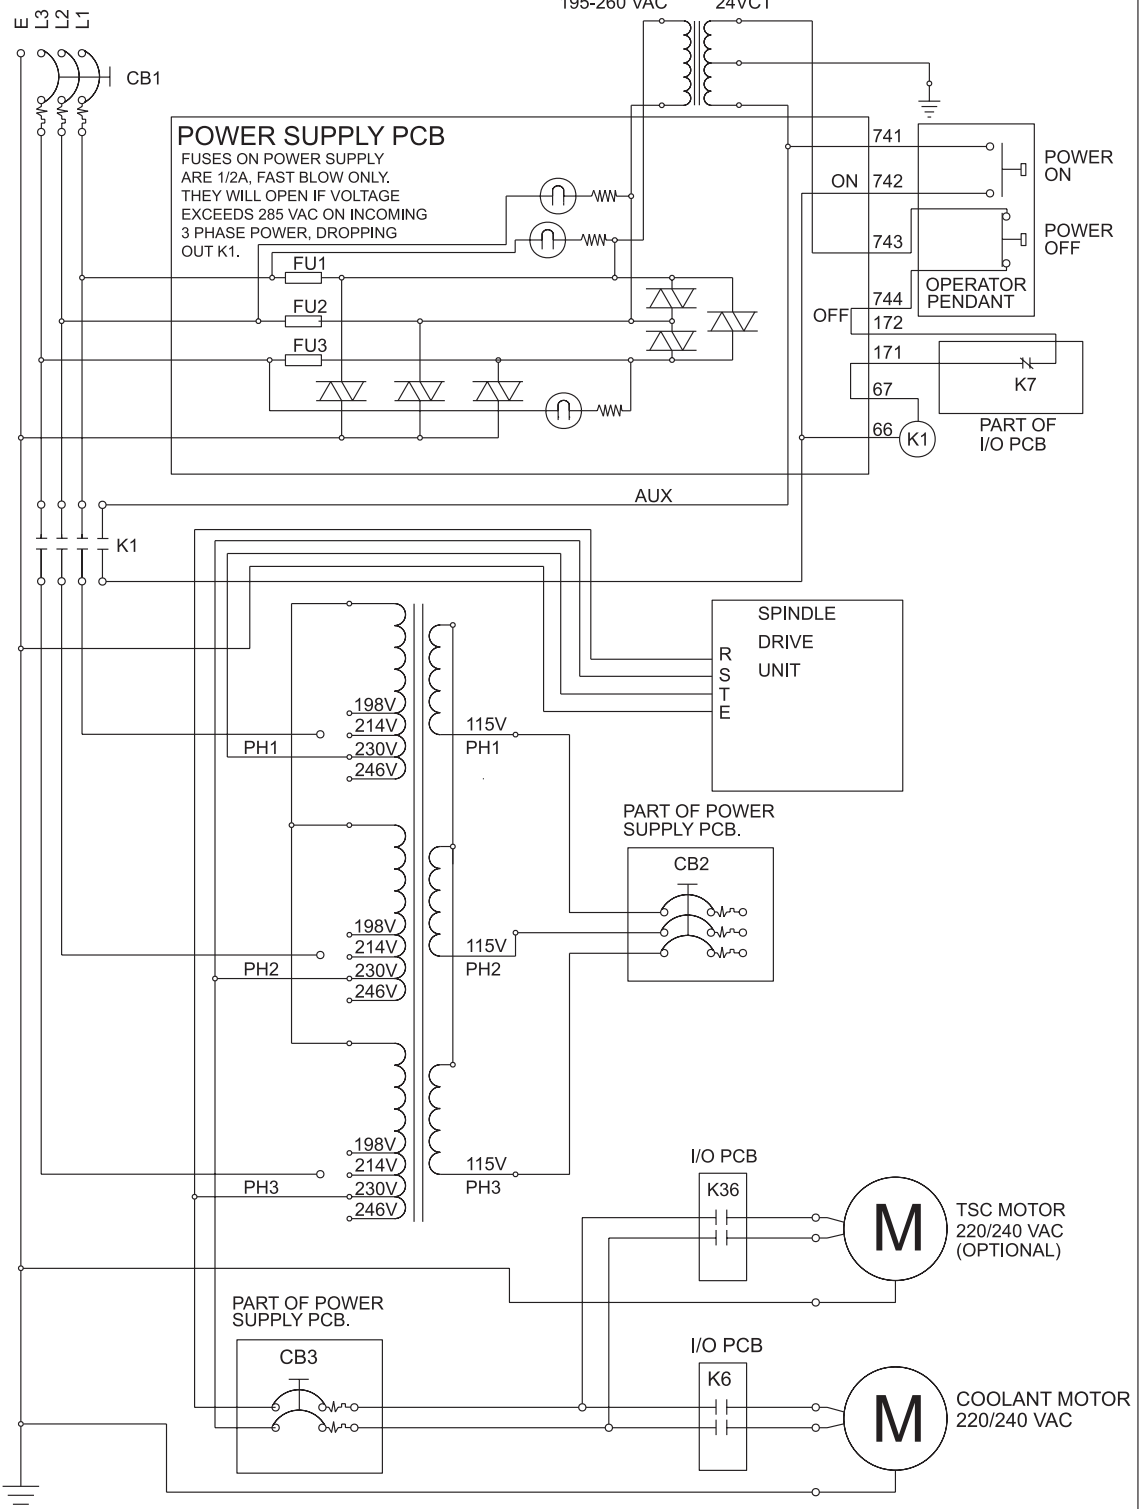 195-260 VAC
24VCT
E
L3
L2
L1
CB1
POWER SUPPLY PCB
FUSES ON POWER SUPPLY
ARE 1/2A, FAST BLOW ONLY.
THEY WILL OPEN IF VOLTAGE
EXCEEDS 285 VAC ON INCOMING
3 PHASE POWER, DROPPING
OUT K1.
741
ON
742
743
744
OFF
172
171
67
66
POWER
ON
POWER
OFF
OPERATOR
PENDANT
FU1
FU2
FU3
K7
K1
PART OF
I/O PCB
AUX
K1
SPINDLE
DRIVE
UNIT
R
S
T
E
198V
214V
230V
246V
PH1
115V
PH1
PART OF POWER
SUPPLY PCB.
CB2
198V
214V
230V
246V
PH2
115V
PH2
198V
214V
230V
246V
PH3
115V
PH3
I/O PCB
K36
M
TSC MOTOR
220/240 VAC
(OPTIONAL)
PART OF POWER
SUPPLY PCB.
CB3
I/O PCB
K6
M
COOLANT MOTOR
220/240 VAC